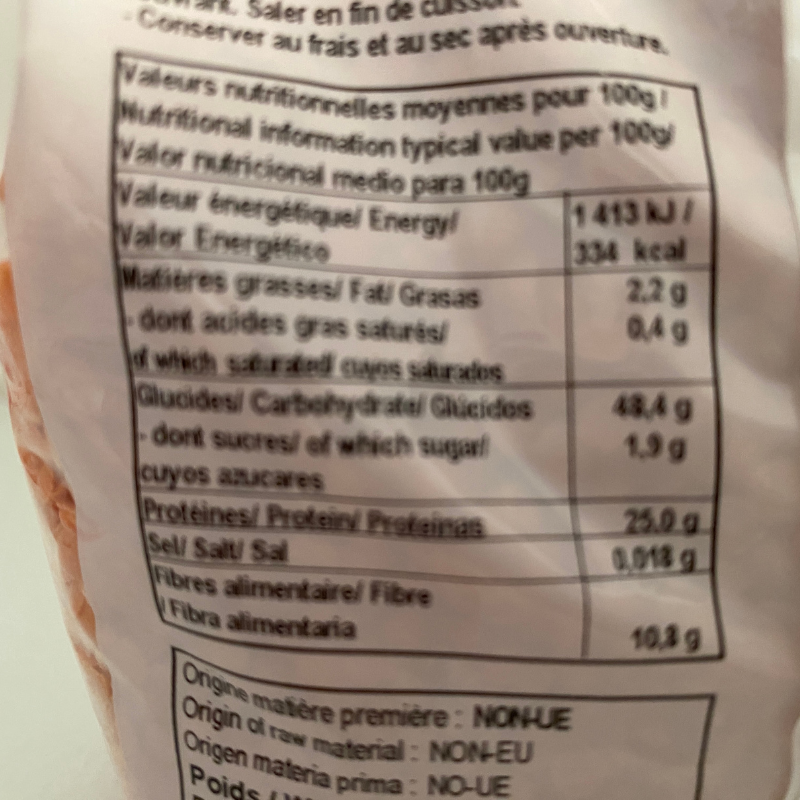 Saler en fin de
- Conserver au frais et au sec après ouverture.
Valeurs nutritionnelles moyennes pour 100g /
Nutritional information typical value per 100g/
Valor nutricional medio para 100g
Valeur énergétique/ Energy/ 1 413 kJ /
Valor Energético 334 kcal
Matières grasses/ Fat/ Grasas 2,2 g
- dont acides gras saturés/ 0,4 g
of which saturated/ cuyos saturados
Glucides/ Carbohydrate/ Glúcidos 48,4 g
- dont sucres/ of which sugar/ 1,9 g
cuyos azucares
Protéines/ Protein/ Proteinas 25,0 g
Sel/ Salt/ Sal 0,018 g
Fibres alimentaire/ Fibre
/ Fibra alimentaria 10,8 g
Origine matière première : NON-UE
Origin of raw material : NON-EU
Origen materia prima : NO-UE
Poids /